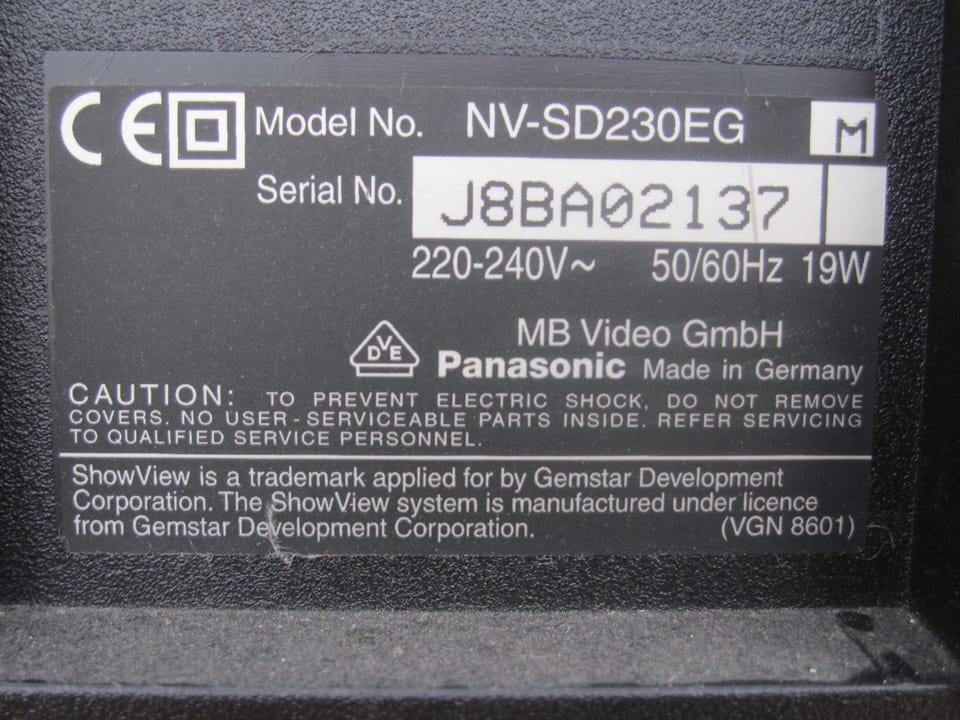 CE Model No. NV-SD230EG M
Serial No. J8BA02137
220-240V~ 50/60Hz 19W
DVE MB Video GmbH
Panasonic Made in Germany
CAUTION: TO PREVENT ELECTRIC SHOCK, DO NOT REMOVE
COVERS. NO USER-SERVICEABLE PARTS INSIDE. REFER SERVICING
TO QUALIFIED SERVICE PERSONNEL.
ShowView is a trademark applied for by Gemstar Development
Corporation. The ShowView system is manufactured under licence
from Gemstar Development Corporation. (VGN 8601)